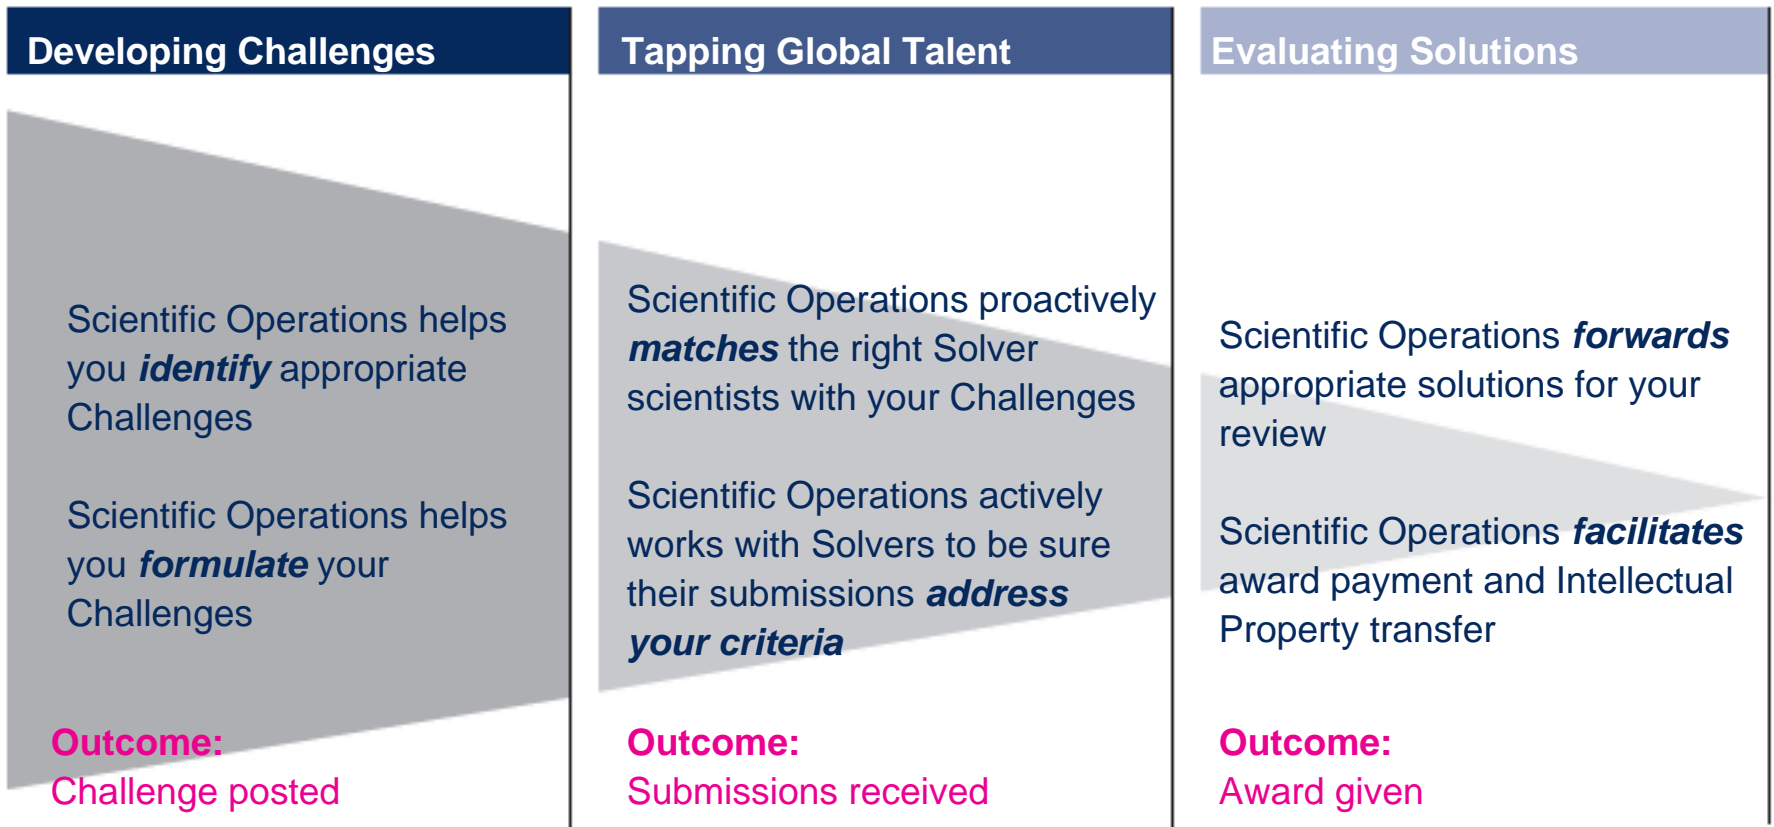 Developing Challenges
Scientific Operations helps
you identify appropriate
Challenges
Scientific Operations helps
you formulate your
Challenges
Outcome:
Challenge posted
Tapping Global Talent
Scientific Operations proactively
matches the right Solver
scientists with your Challenges
Scientific Operations actively
works with Solvers to be sure
their submissions address
your criteria
Outcome:
Submissions received
Evaluating Solutions
Scientific Operations forwards
appropriate solutions for your
review
Scientific Operations facilitates
award payment and Intellectual
Property transfer
Outcome:
Award given